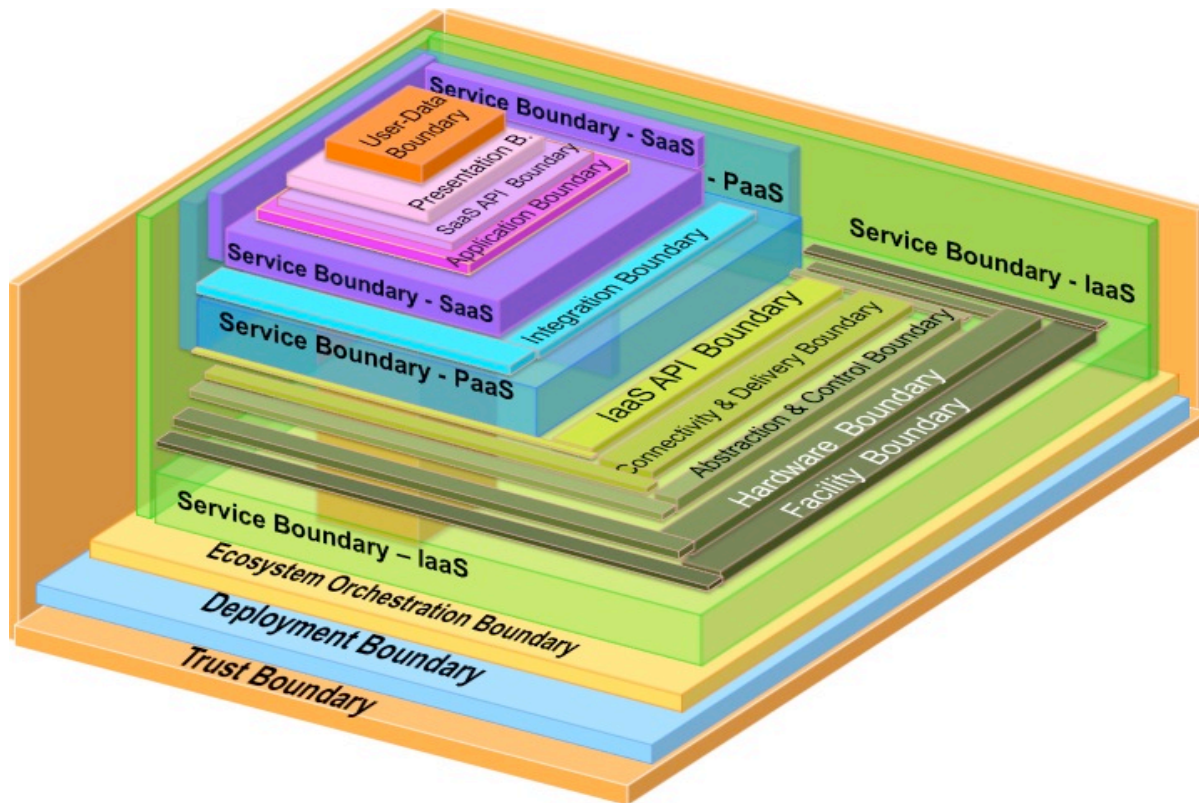 Service Boundary - SaaS
User-Data
Boundary
Presentation B.
SaaS API Boundary
Application Boundary
Service Boundary - SaaS
- PaaS
Integration Boundary
Service Boundary - PaaS
Service Boundary - IaaS
IaaS API Boundary
Connectivity & Delivery Boundary
Abstraction & Control Boundary
Hardware Boundary
Facility Boundary
Service Boundary – IaaS
Ecosystem Orchestration Boundary
Deployment Boundary
Trust Boundary